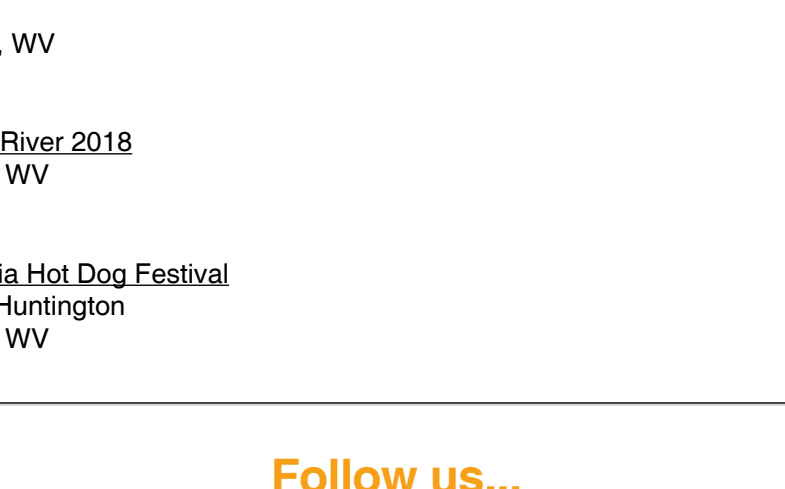 , WV
River 2018
WV
ia Hot Dog Festival
Huntington
WV
Follow us...